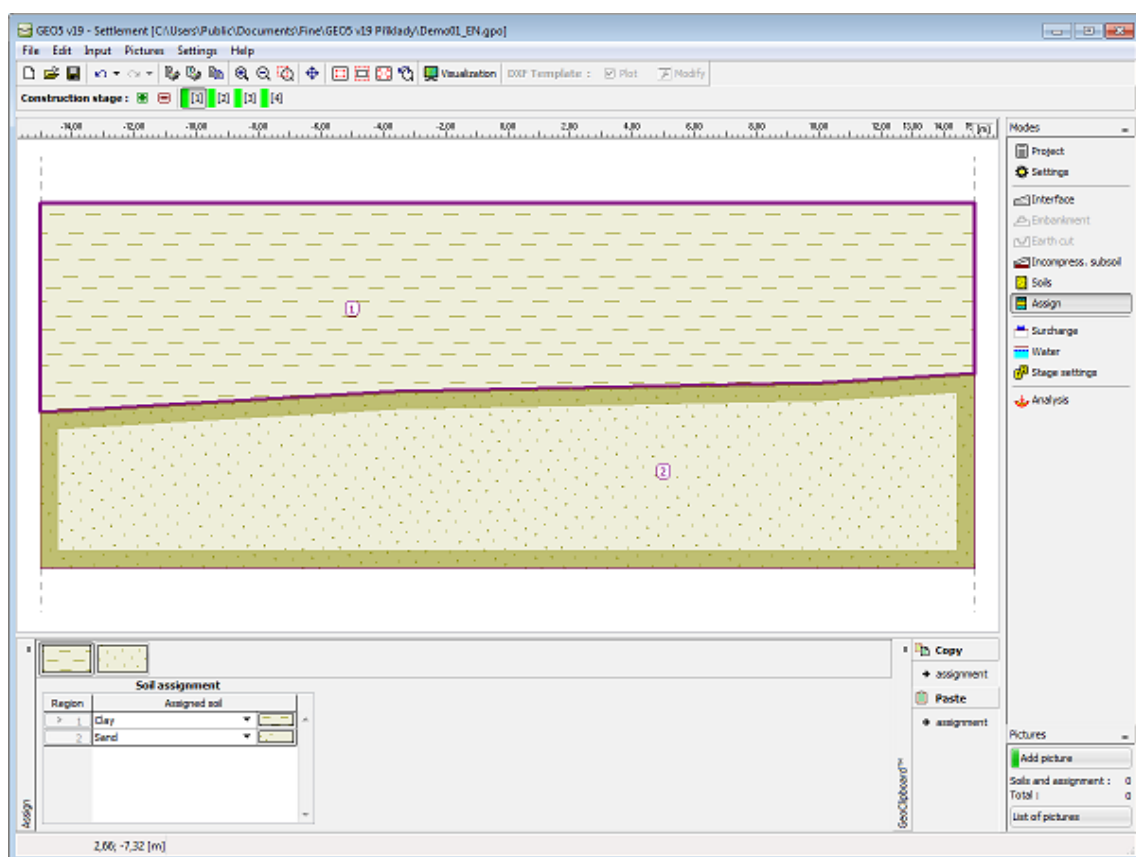 GEO5 v19 - Settlement [C:\Users\Public\Documents\Fine\GEO5 v19 Příklady\Demo01_EN.gpo]
File Edit Input Pictures Settings Help
Visualization DXF Template : Plot Modify
Construction stage : [1] [2] [3] [4]
-14,00 -12,00 -10,00 -8,00 -6,00 -4,00 -2,00 0,00 2,00 4,00 6,00 8,00 10,00 12,00 13,00 14,00 [m]
Modes
Project
Settings
Interface
Embankment
Earth cut
Incompress. subsoil
Soils
Assign
Surcharge
Water
Stage settings
Analysis
1
2
Copy
assignment
Paste
assignment
GeoClipboard™
Assign
Soil assignment
Region Assigned soil
> 1 Clay
2 Sand
Pictures
Add picture
Soils and assignment : 0
Total : 0
List of pictures
2,66; -7,32 [m]